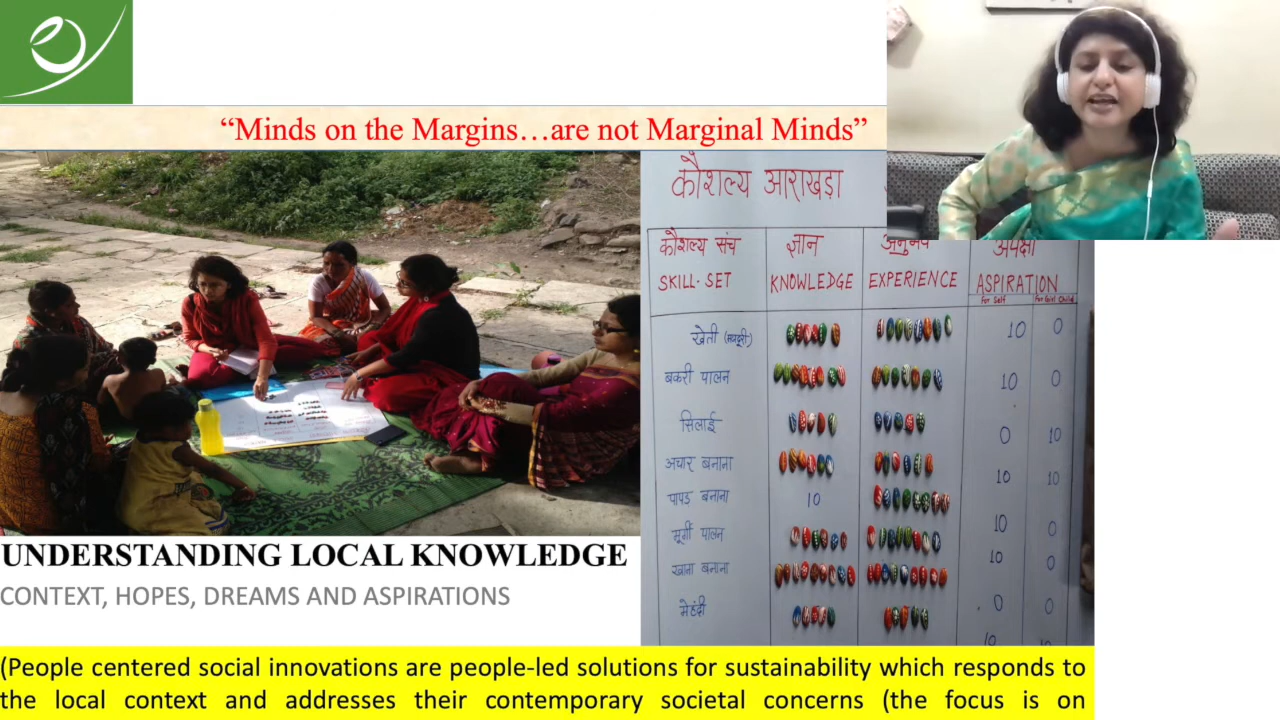 “Minds on the Margins…are not Marginal Minds”
कौशल्य आराखडा
कौशल्य संच ज्ञान अनुभव अपेक्षा
SKILL-SET KNOWLEDGE EXPERIENCE ASPIRATION
for Self for Girl Child
खेती (मजदूरी) 10 0
बकरी पालन 10 0
सिलाई 0 10
अचार बनाना 10 10
पापड बनाना 10 10 0
मूर्गी पालन 10 0
खाना बनाना 0 0
मेहंदी 10 10
UNDERSTANDING LOCAL KNOWLEDGE
CONTEXT, HOPES, DREAMS AND ASPIRATIONS
(People centered social innovations are people-led solutions for sustainability which responds to
the local context and addresses their contemporary societal concerns (the focus is on